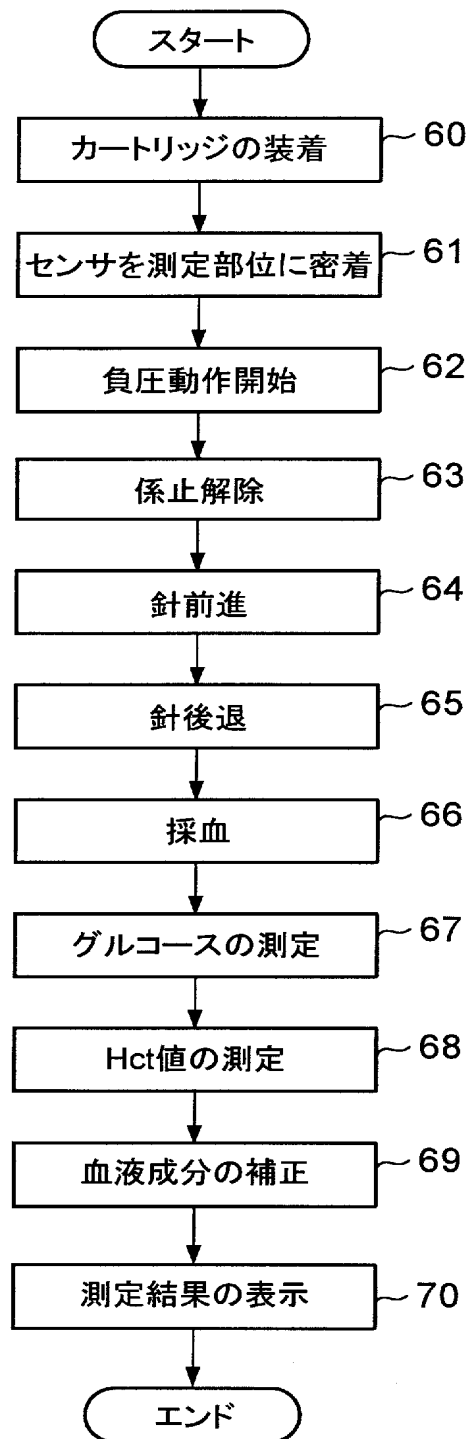 スタート
カートリッジの装着 60
センサを測定部位に密着 61
負圧動作開始 62
係止解除 63
針前進 64
針後退 65
採血 66
グルコースの測定 67
Hct値の測定 68
血液成分の補正 69
測定結果の表示 70
エンド